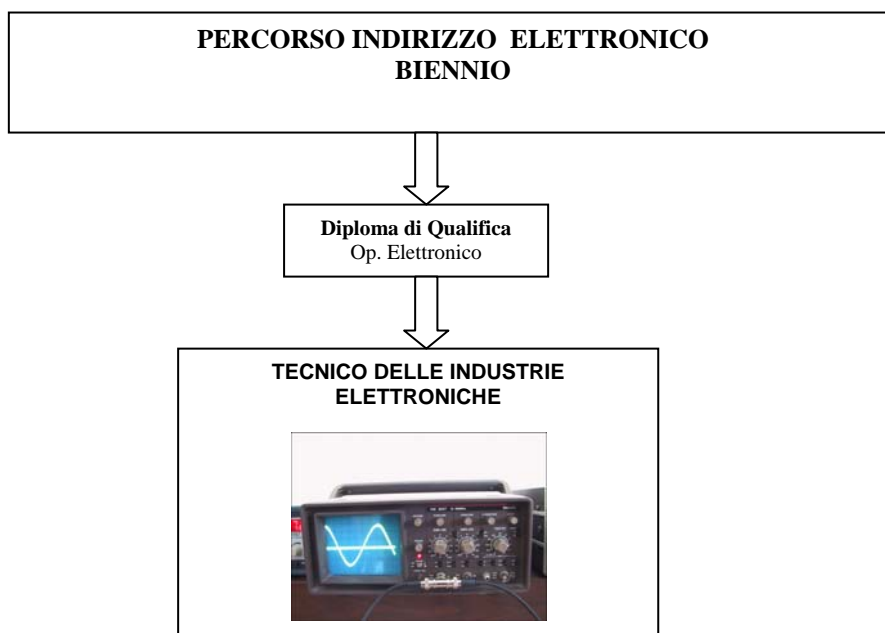 PERCORSO INDIRIZZO ELETTRONICO
BIENNIO
Diploma di Qualifica
Op. Elettronico
TECNICO DELLE INDUSTRIE
ELETTRONICHE